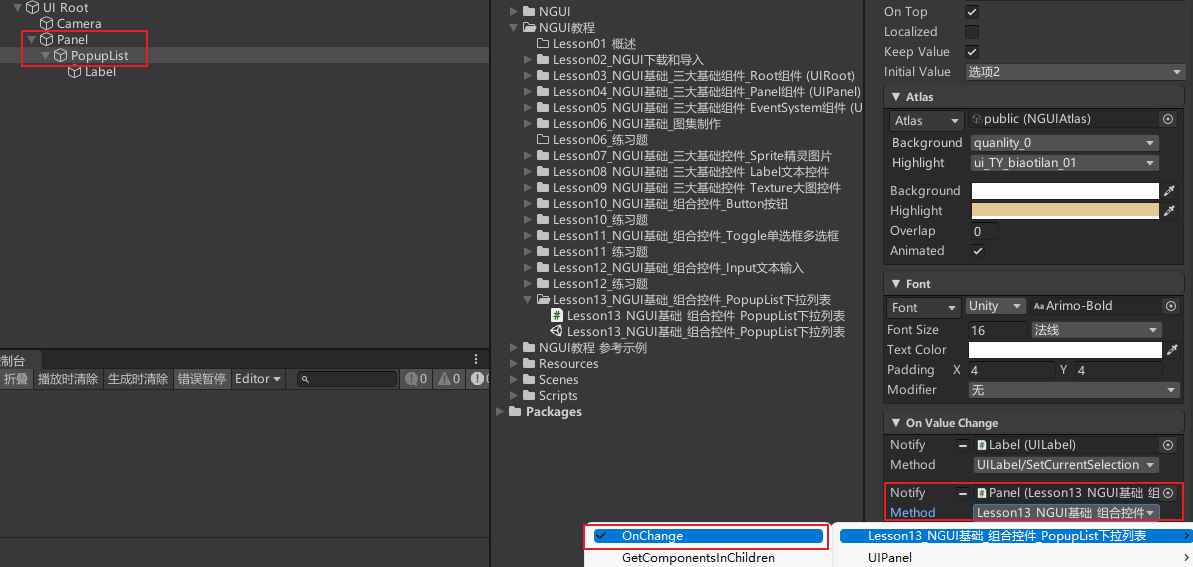 UI Root
Camera
Panel
PopupList
Label
控制台
折叠
播放时清除
生成时清除
错误暂停
Editor
0
0
0
NGUI
NGUI教程
Lesson01_概述
Lesson02_NGUI下载和导入
Lesson03_NGUI基础_三大基础组件_Root组件 (UIRoot)
Lesson04_NGUI基础_三大基础组件_Panel组件 (UIPanel)
Lesson05_NGUI基础_三大基础组件_EventSystem组件 (U
Lesson06_NGUI基础_图集制作
Lesson06_练习题
Lesson07_NGUI基础_三大基础控件_Sprite精灵图片
Lesson08_NGUI基础_三大基础控件_Label文本控件
Lesson09_NGUI基础_三大基础控件_Texture大图控件
Lesson10_NGUI基础_组合控件_Button按钮
Lesson10_练习题
Lesson11_NGUI基础_组合控件_Toggle单选框多选框
Lesson11_练习题
Lesson12_NGUI基础_组合控件_Input文本输入
Lesson12_练习题
Lesson13_NGUI基础_组合控件_PopupList下拉列表
Lesson13_NGUI基础_组合控件_PopupList下拉列表
Lesson13_NGUI基础_组合控件_PopupList下拉列表
NGUI教程 参考示例
Resources
Scenes
Scripts
Packages
On Top
Localized
Keep Value
Initial Value 选项2
Atlas
Atlas public (NGUIAtlas)
Background quanlity_0
Highlight ui_TY_biaotilan_01
Background
Highlight
Overlap 0
Animated
Font
Font Unity Aa Arimo-Bold
Font Size 16 法线
Text Color
Padding X 4 Y 4
Modifier 无
On Value Change
Notify Label (UILabel)
Method UILabel/SetCurrentSelection
Notify Panel (Lesson13_NGUI基础_组
Method Lesson13_NGUI基础_组合控件
OnChange
GetComponentsInChildren
Lesson13_NGUI基础_组合控件_PopupList下拉列表
UIPanel